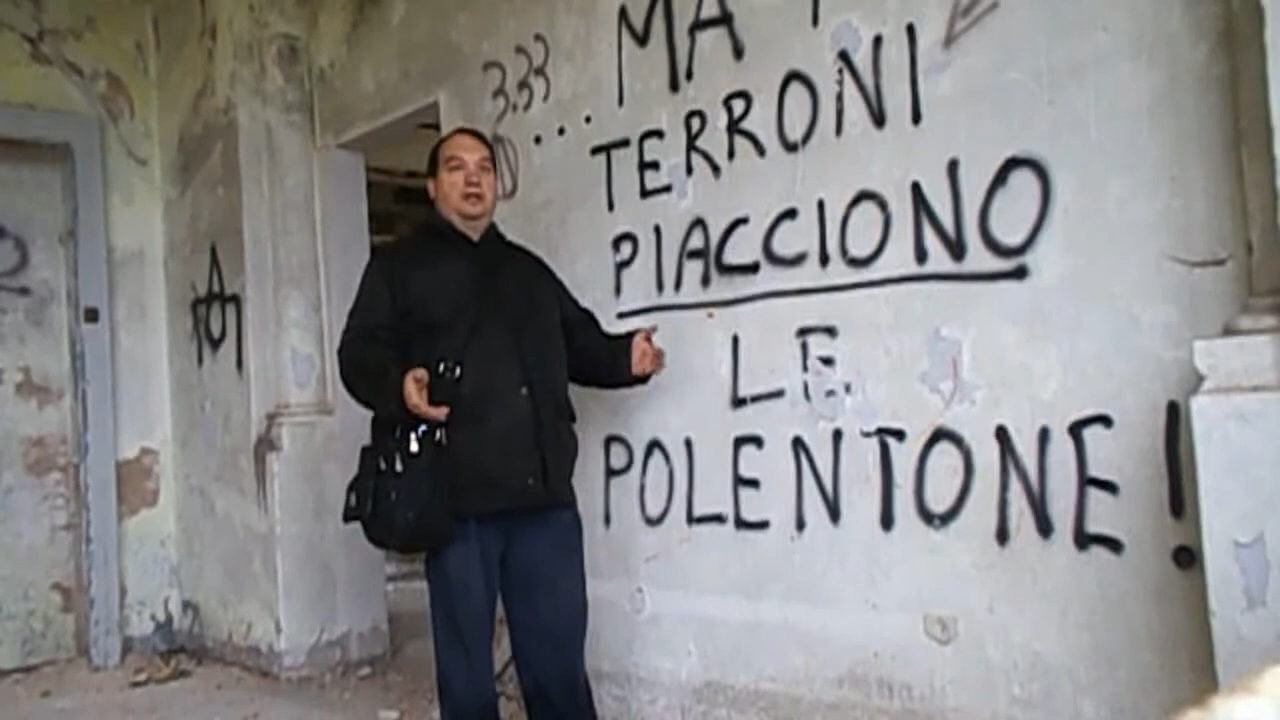 3.33
... MA
TERRONI
PIACCIONO
LE
POLENTONE!